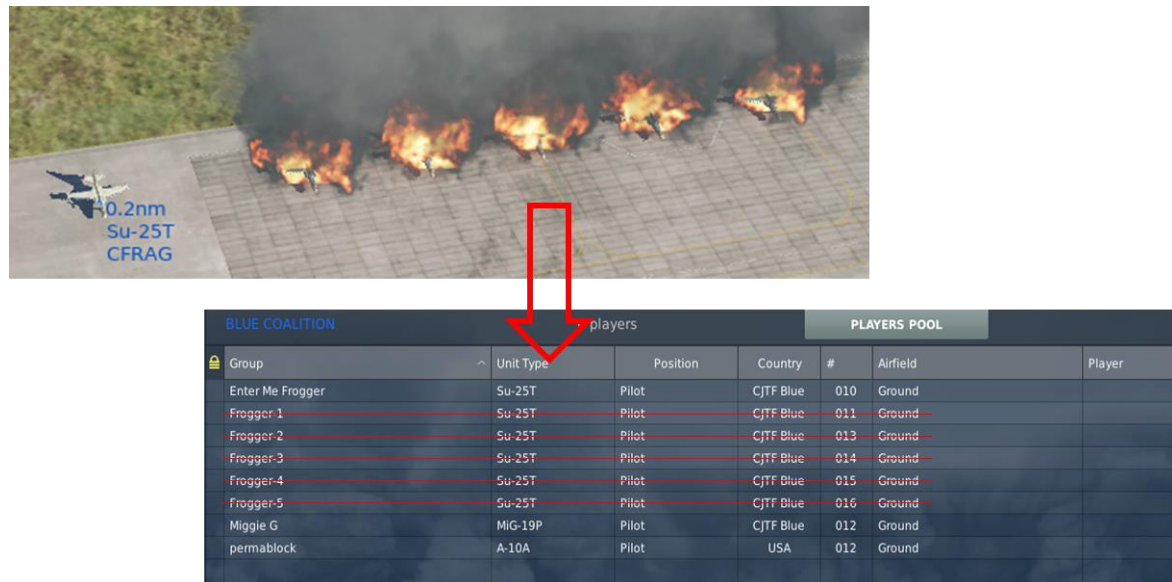 0.2nm
Su-25T
CFRAG
BLUE COALITION players PLAYERS POOL
Group Unit Type Position Country # Airfield Player
Enter Me Frogger Su-25T Pilot CJTF Blue 010 Ground
Frogger-1 Su-25T Pilot CJTF Blue 011 Ground
Frogger-2 Su-25T Pilot CJTF Blue 013 Ground
Frogger-3 Su-25T Pilot CJTF Blue 014 Ground
Frogger-4 Su-25T Pilot CJTF Blue 015 Ground
Frogger-5 Su-25T Pilot CJTF Blue 016 Ground
Miggie G MiG-19P Pilot CJTF Blue 012 Ground
permablock A-10A Pilot USA 012 Ground